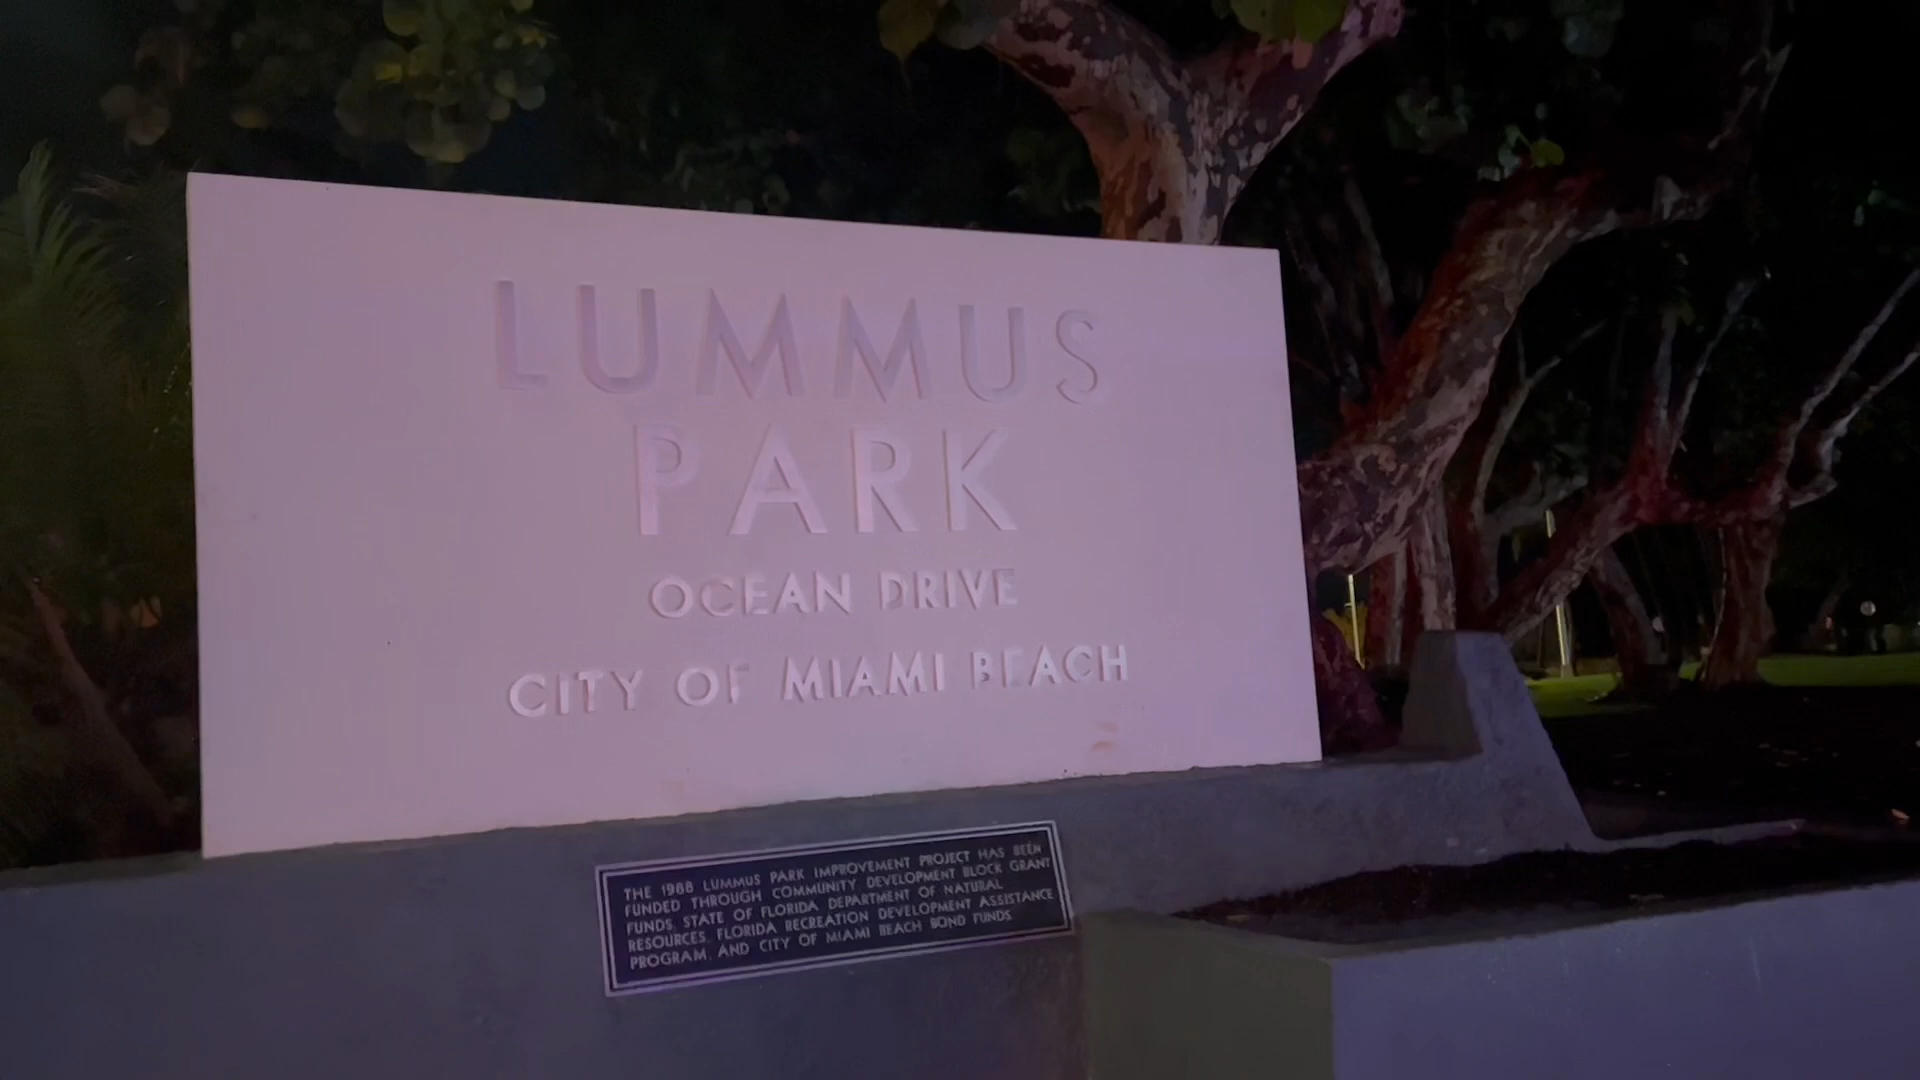 LUMMUS
PARK
OCEAN DRIVE
CITY OF MIAMI BEACH
THE 1988 LUMMUS PARK IMPROVEMENT PROJECT HAS BEEN
FUNDED THROUGH COMMUNITY DEVELOPMENT BLOCK GRANT
FUNDS, STATE OF FLORIDA DEPARTMENT OF NATURAL
RESOURCES, FLORIDA RECREATION DEVELOPMENT ASSISTANCE
PROGRAM, AND CITY OF MIAMI BEACH BOND FUNDS.